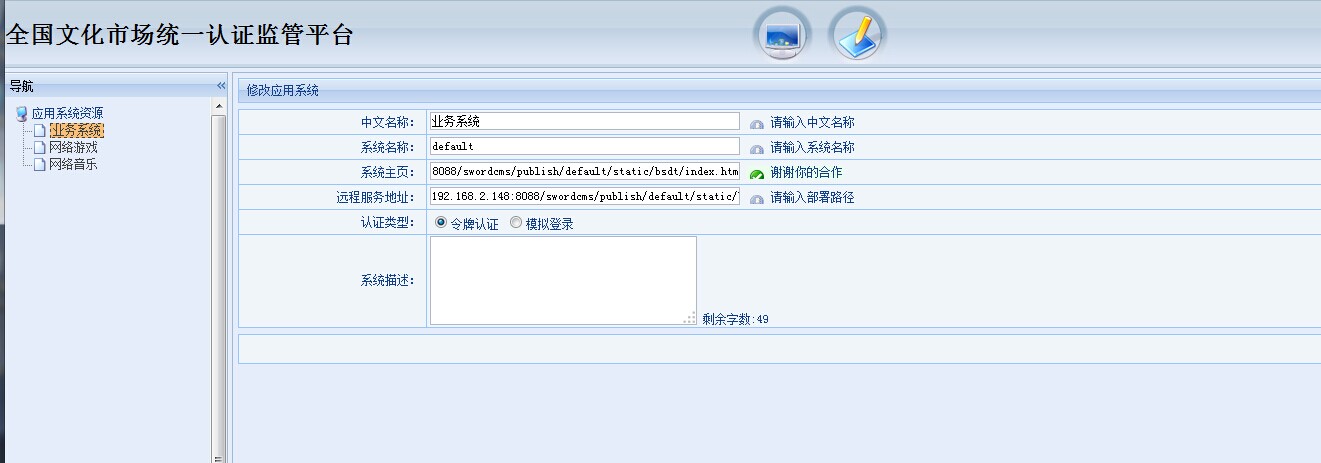 全国文化市场统一认证监管平台
导航
应用系统资源
业务系统
网络游戏
网络音乐
修改应用系统
中文名称: 业务系统 请输入中文名称
系统名称: default 请输入系统名称
系统主页: 8088/swordcms/publish/default/static/bsdt/index.htm 谢谢你的合作
远程服务地址: 192.168.2.148:8088/swordcms/publish/default/static/ 请输入部署路径
认证类型: 令牌认证 模拟登录
系统描述:
剩余字数:49